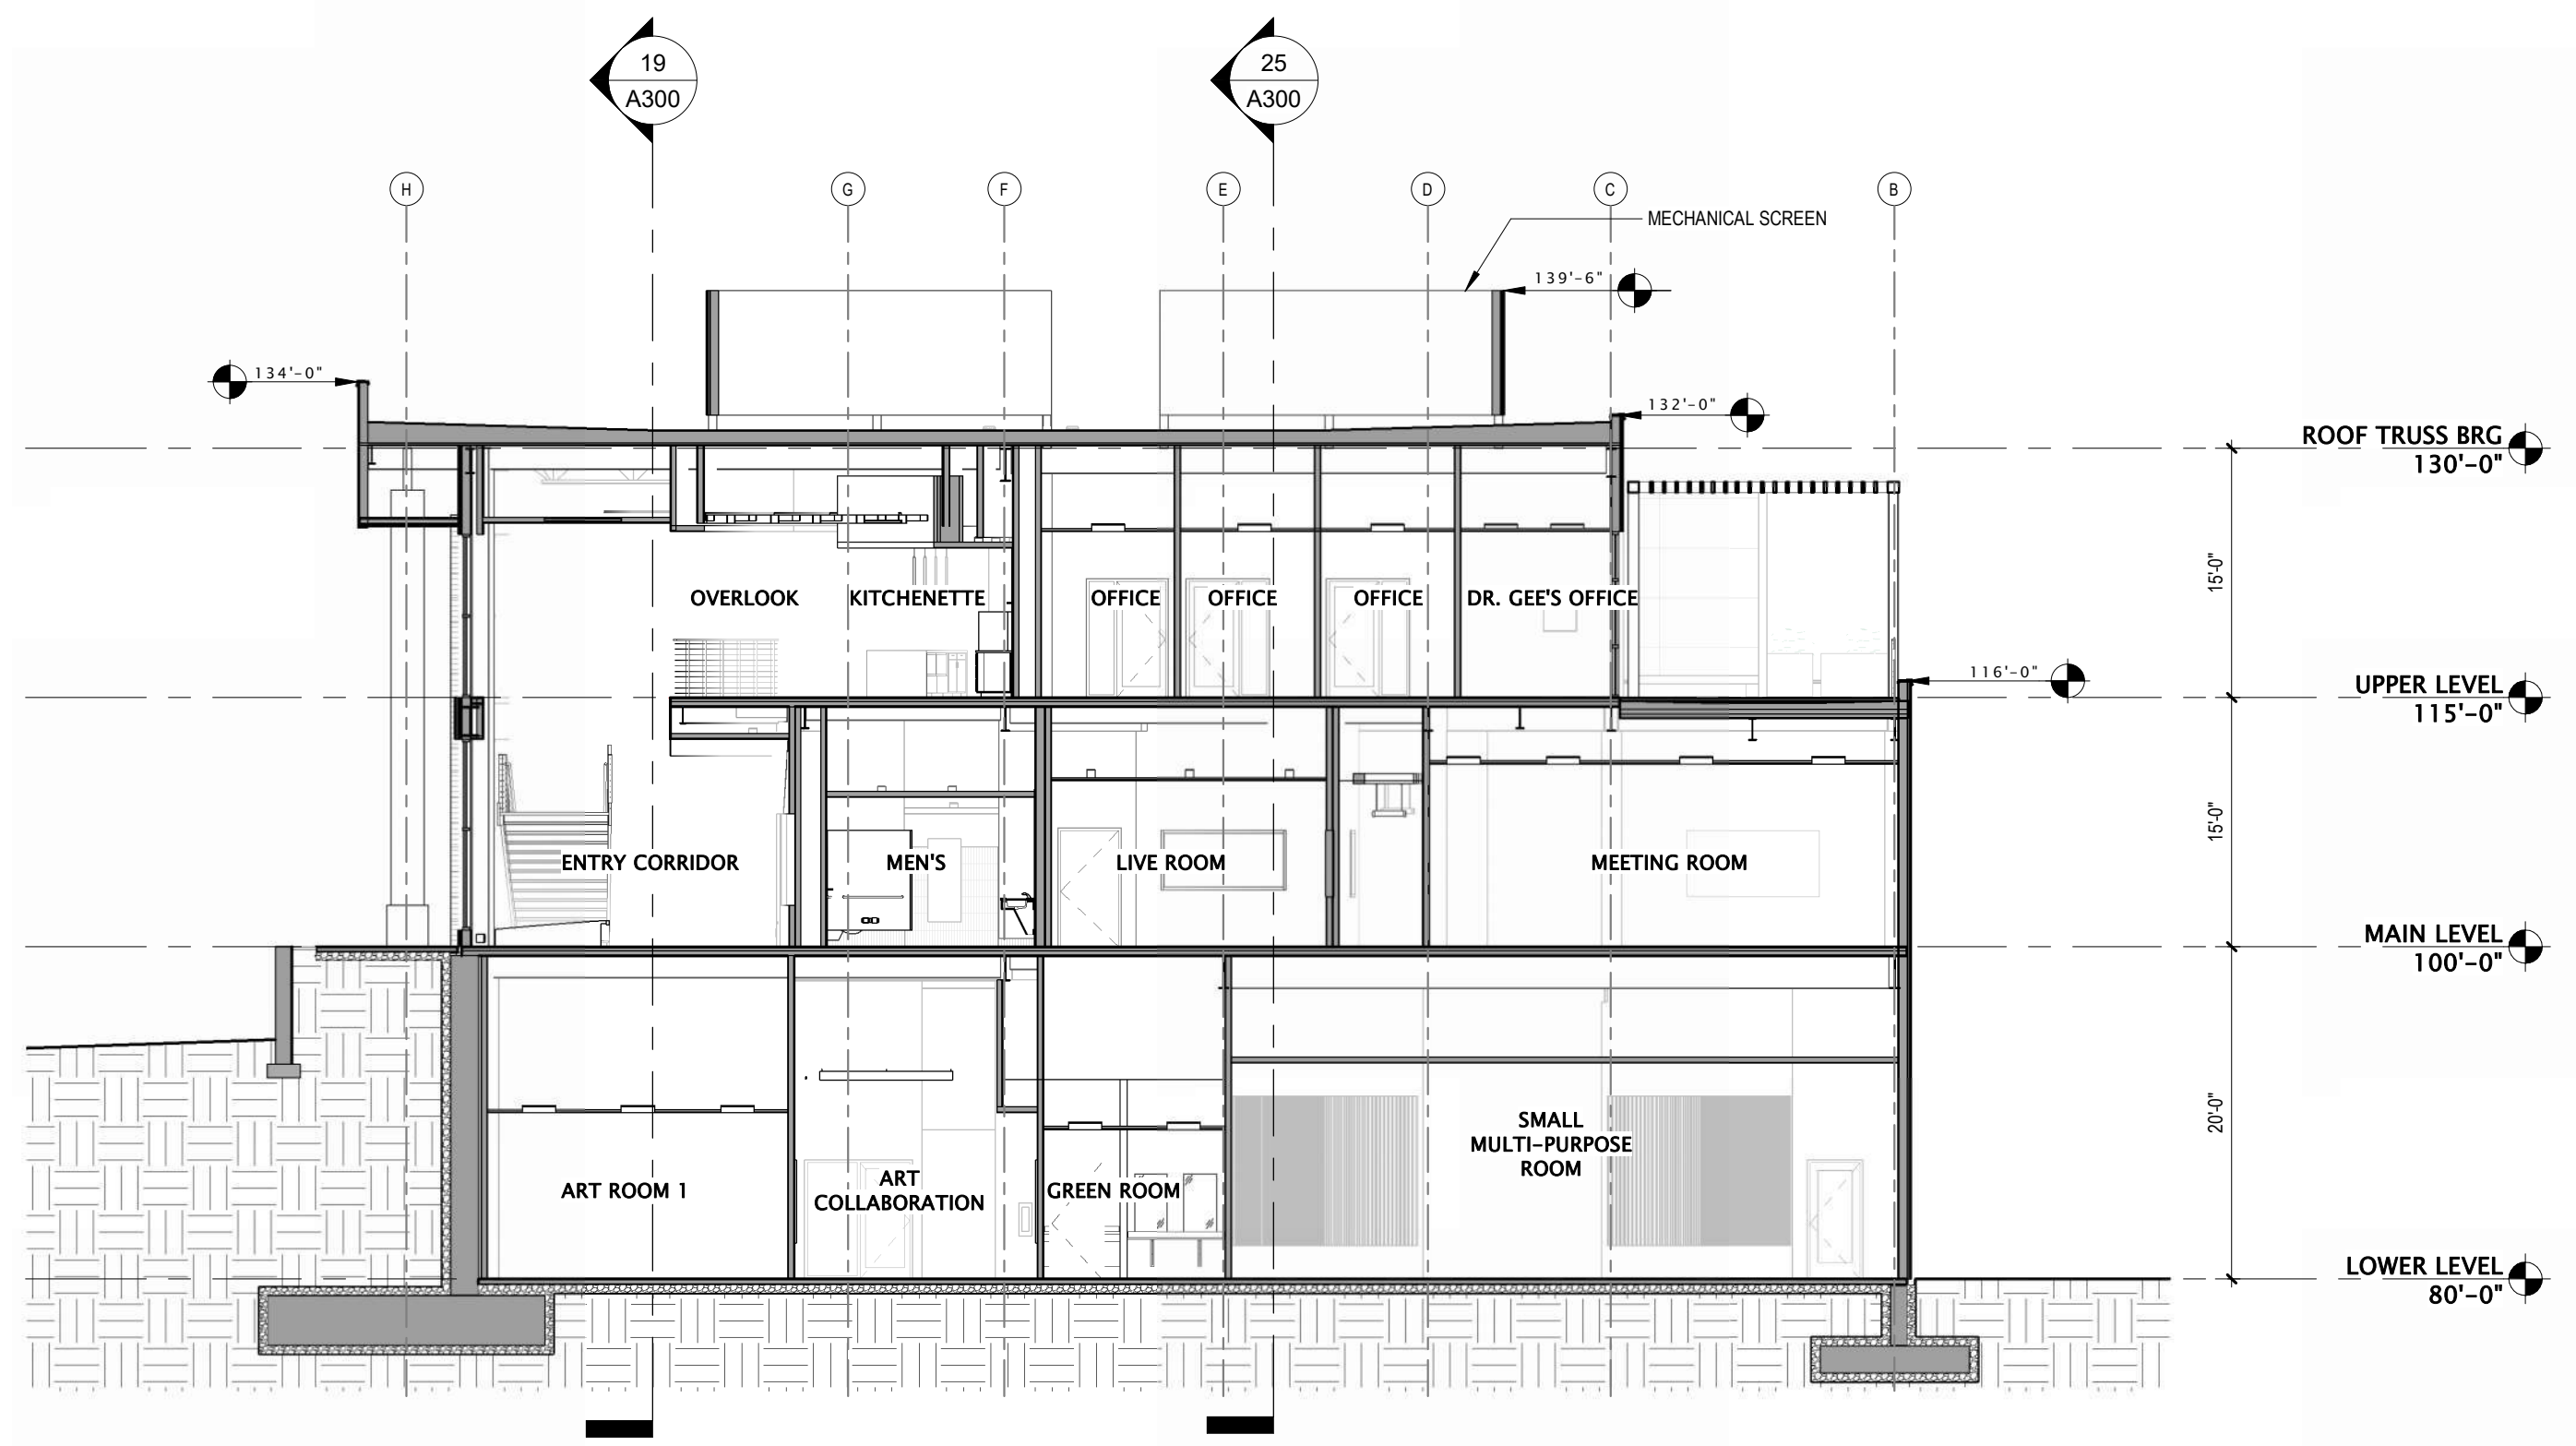 19
A300
25
A300
H
G
F
E
D
C
B
MECHANICAL SCREEN
139'-6"
134'-0"
132'-0"
ROOF TRUSS BRG
130'-0"
15'-0"
OVERLOOK
KITCHENETTE
OFFICE
OFFICE
OFFICE
DR. GEE'S OFFICE
116'-0"
UPPER LEVEL
115'-0"
15'-0"
ENTRY CORRIDOR
MEN'S
LIVE ROOM
MEETING ROOM
MAIN LEVEL
100'-0"
20'-0"
SMALL
MULTI-PURPOSE
ROOM
ART ROOM 1
ART
COLLABORATION
GREEN ROOM
LOWER LEVEL
80'-0"